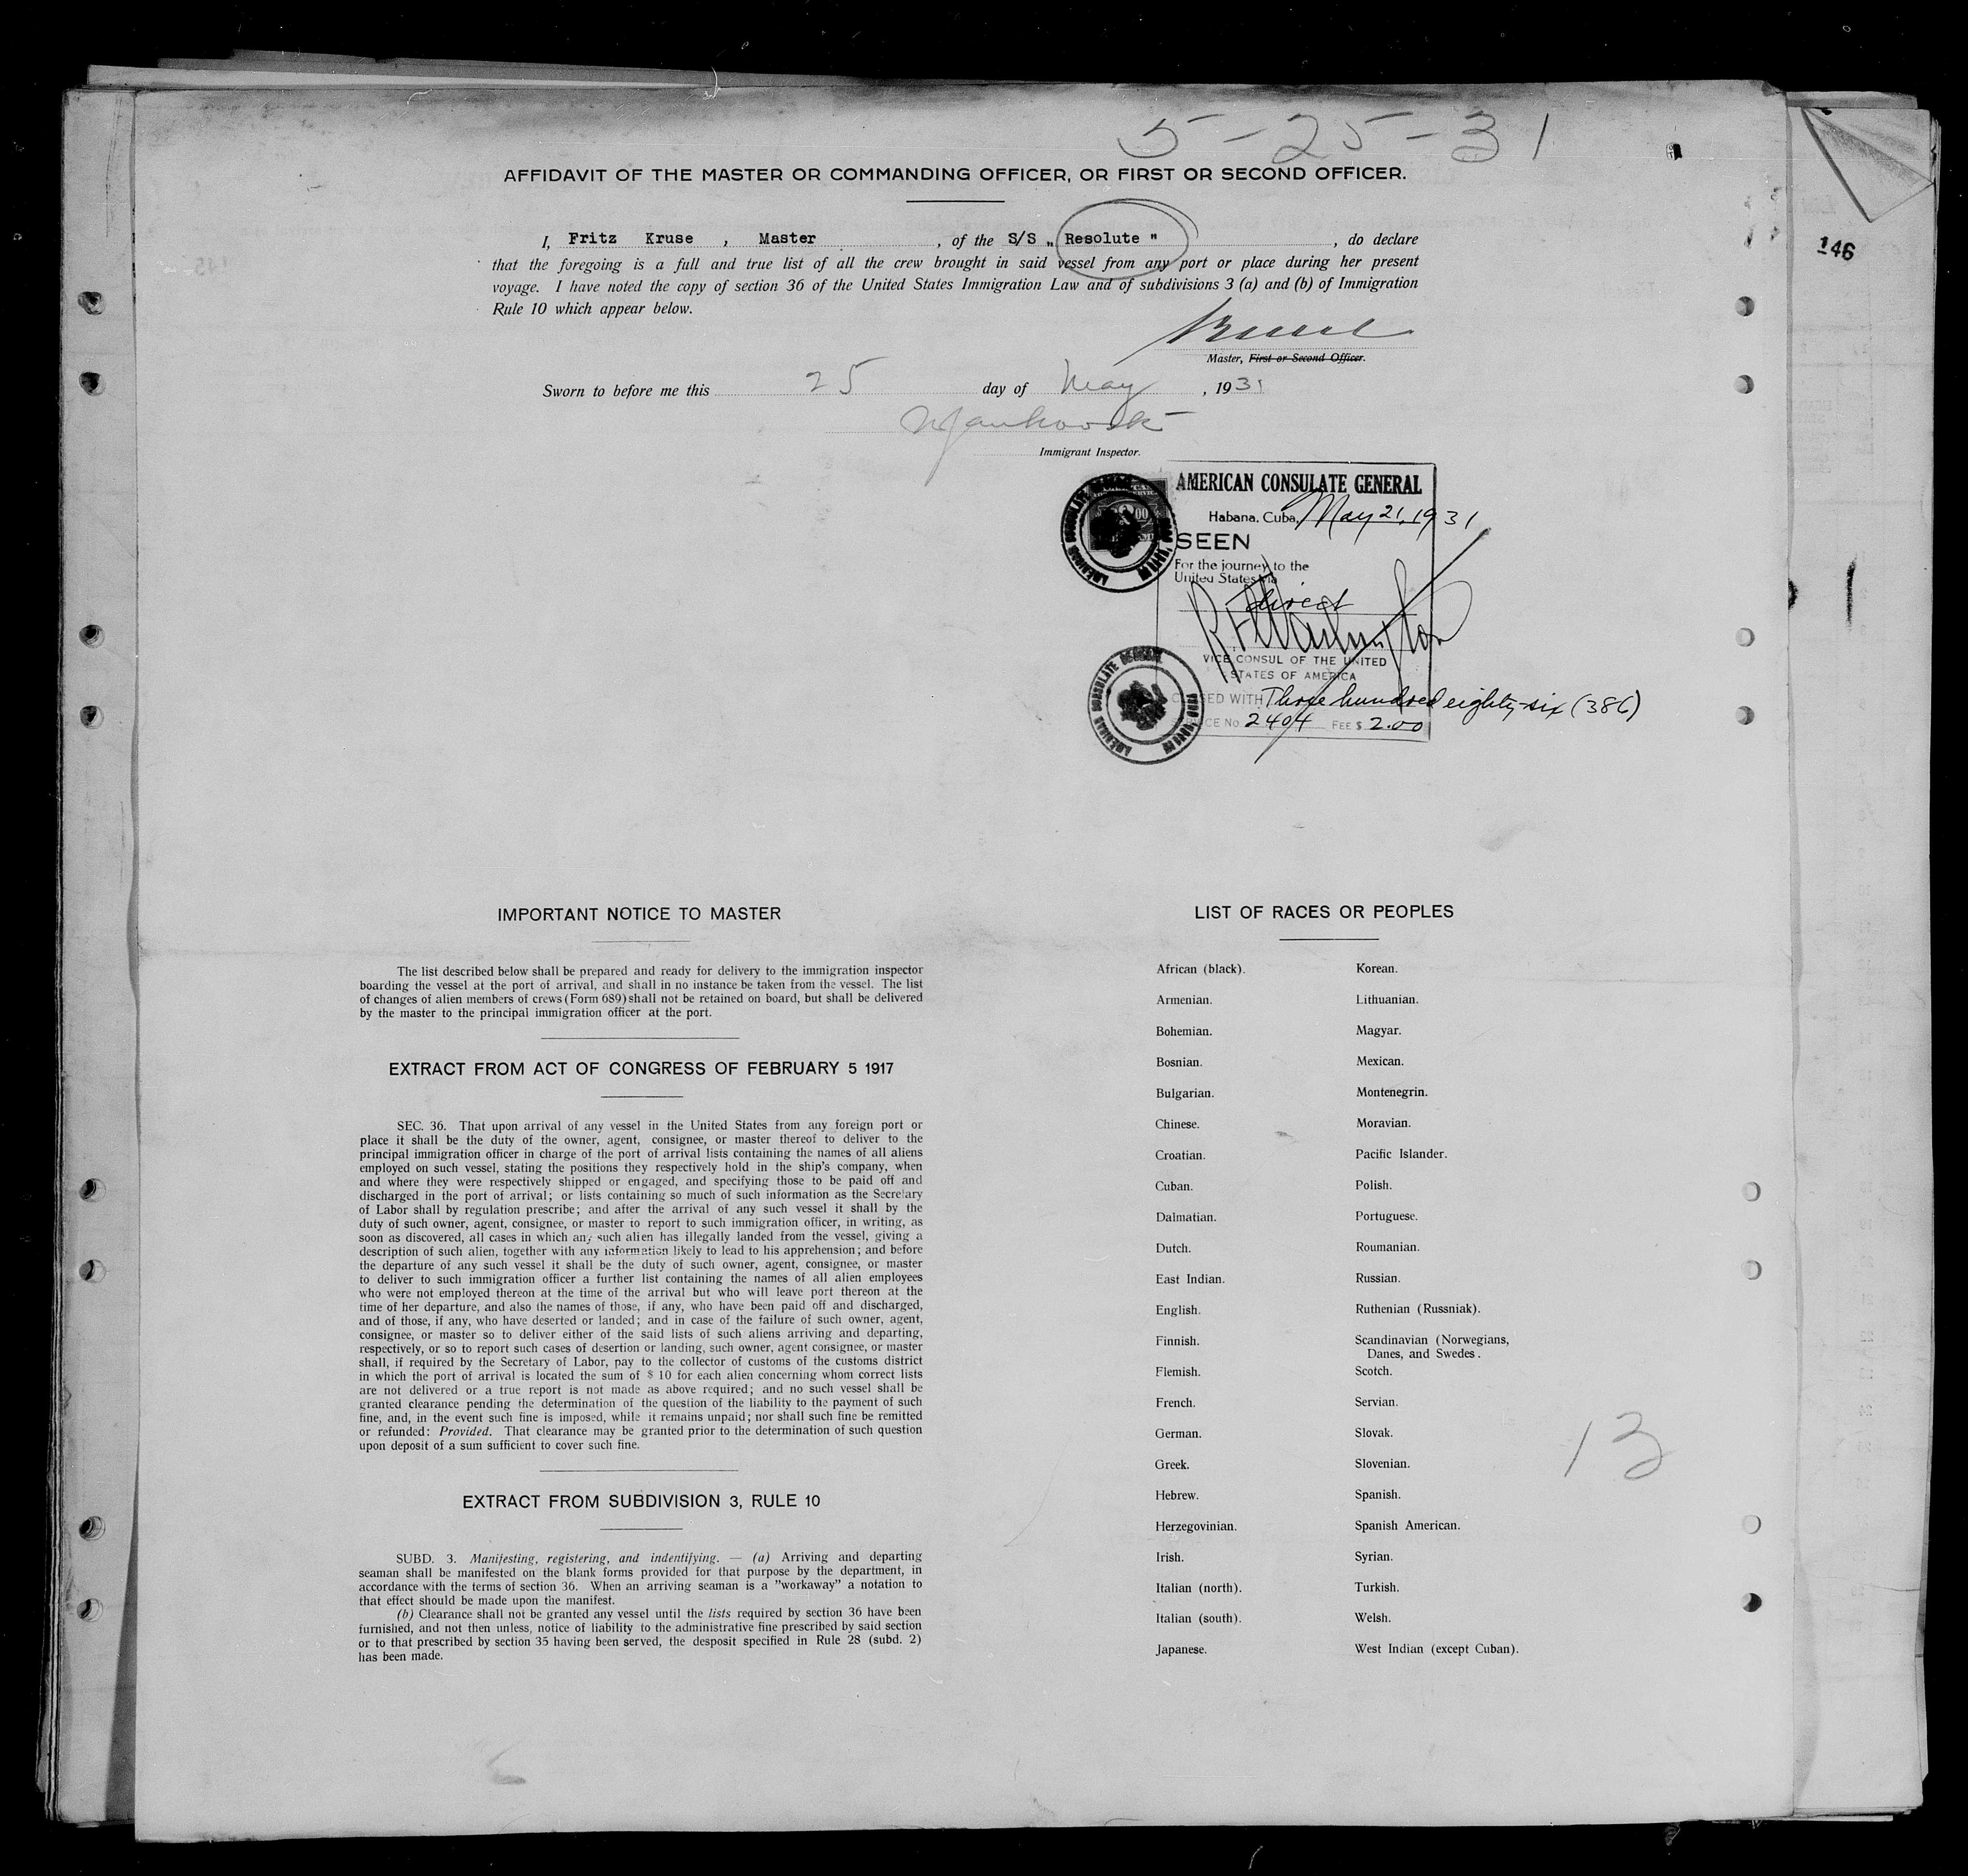 5-25-31
AFFIDAVIT OF THE MASTER OR COMMANDING OFFICER, OR FIRST OR SECOND OFFICER.
I, Fritz Kruse , Master , of the S/S „ Resolute " , do declare
that the foregoing is a full and true list of all the crew brought in said vessel from any port or place during her present
voyage. I have noted the copy of section 36 of the United States Immigration Law and of subdivisions 3 (a) and (b) of Immigration
Rule 10 which appear below.
Kruse
Master, First or Second Officer.
Sworn to before me this 25 day of May , 1931
Immigrant Inspector.
146
AMERICAN CONSULATE GENERAL
Habana, Cuba, May 21, 1931
SEEN
For the journey to the
United States via
direct
VICE CONSUL OF THE UNITED
STATES OF AMERICA
WITH Three hundred eighty-six (386)
No 2404 FEE $ 2.00
IMPORTANT NOTICE TO MASTER
The list described below shall be prepared and ready for delivery to the immigration inspector
boarding the vessel at the port of arrival, and shall in no instance be taken from the vessel. The list
of changes of alien members of crews (Form 689) shall not be retained on board, but shall be delivered
by the master to the principal immigration officer at the port.
EXTRACT FROM ACT OF CONGRESS OF FEBRUARY 5 1917
SEC. 36. That upon arrival of any vessel in the United States from any foreign port or
place it shall be the duty of the owner, agent, consignee, or master thereof to deliver to the
principal immigration officer in charge of the port of arrival lists containing the names of all aliens
employed on such vessel, stating the positions they respectively hold in the ship's company, when
and where they were respectively shipped or engaged, and specifying those to be paid off and
discharged in the port of arrival; or lists containing so much of such information as the Secretary
of Labor shall by regulation prescribe; and after the arrival of any such vessel it shall by the
duty of such owner, agent, consignee, or master to report to such immigration officer, in writing, as
soon as discovered, all cases in which any such alien has illegally landed from the vessel, giving a
description of such alien, together with any information likely to lead to his apprehension; and before
the departure of any such vessel it shall be the duty of such owner, agent, consignee, or master
to deliver to such immigration officer a further list containing the names of all alien employees
who were not employed thereon at the time of the arrival but who will leave port thereon at the
time of her departure, and also the names of those, if any, who have been paid off and discharged,
and of those, if any, who have deserted or landed; and in case of the failure of such owner, agent,
consignee, or master so to deliver either of the said lists of such aliens arriving and departing,
respectively, or so to report such cases of desertion or landing, such owner, agent consignee, or master
shall, if required by the Secretary of Labor, pay to the collector of customs of the customs district
in which the port of arrival is located the sum of $ 10 for each alien concerning whom correct lists
are not delivered or a true report is not made as above required; and no such vessel shall be
granted clearance pending the determination of the question of the liability to the payment of such
fine, and, in the event such fine is imposed, while it remains unpaid; nor shall such fine be remitted
or refunded: Provided. That clearance may be granted prior to the determination of such question
upon deposit of a sum sufficient to cover such fine.
EXTRACT FROM SUBDIVISION 3, RULE 10
SUBD. 3. Manifesting, registering, and indentifying. — (a) Arriving and departing
seaman shall be manifested on the blank forms provided for that purpose by the department, in
accordance with the terms of section 36. When an arriving seaman is a "workaway" a notation to
that effect should be made upon the manifest.
(b) Clearance shall not be granted any vessel until the lists required by section 36 have been
furnished, and not then unless, notice of liability to the administrative fine prescribed by said section
or to that prescribed by section 35 having been served, the desposit specified in Rule 28 (subd. 2)
has been made.
LIST OF RACES OR PEOPLES
African (black). Korean.
Armenian. Lithuanian.
Bohemian. Magyar.
Bosnian. Mexican.
Bulgarian. Montenegrin.
Chinese. Moravian.
Croatian. Pacific Islander.
Cuban. Polish.
Dalmatian. Portuguese.
Dutch. Roumanian.
East Indian. Russian.
English. Ruthenian (Russniak).
Finnish. Scandinavian (Norwegians,
Danes, and Swedes.
Flemish. Scotch.
French. Servian.
German. Slovak.
Greek. Slovenian.
Hebrew. Spanish.
Herzegovinian. Spanish American.
Irish. Syrian.
Italian (north). Turkish.
Italian (south). Welsh.
Japanese. West Indian (except Cuban).
13